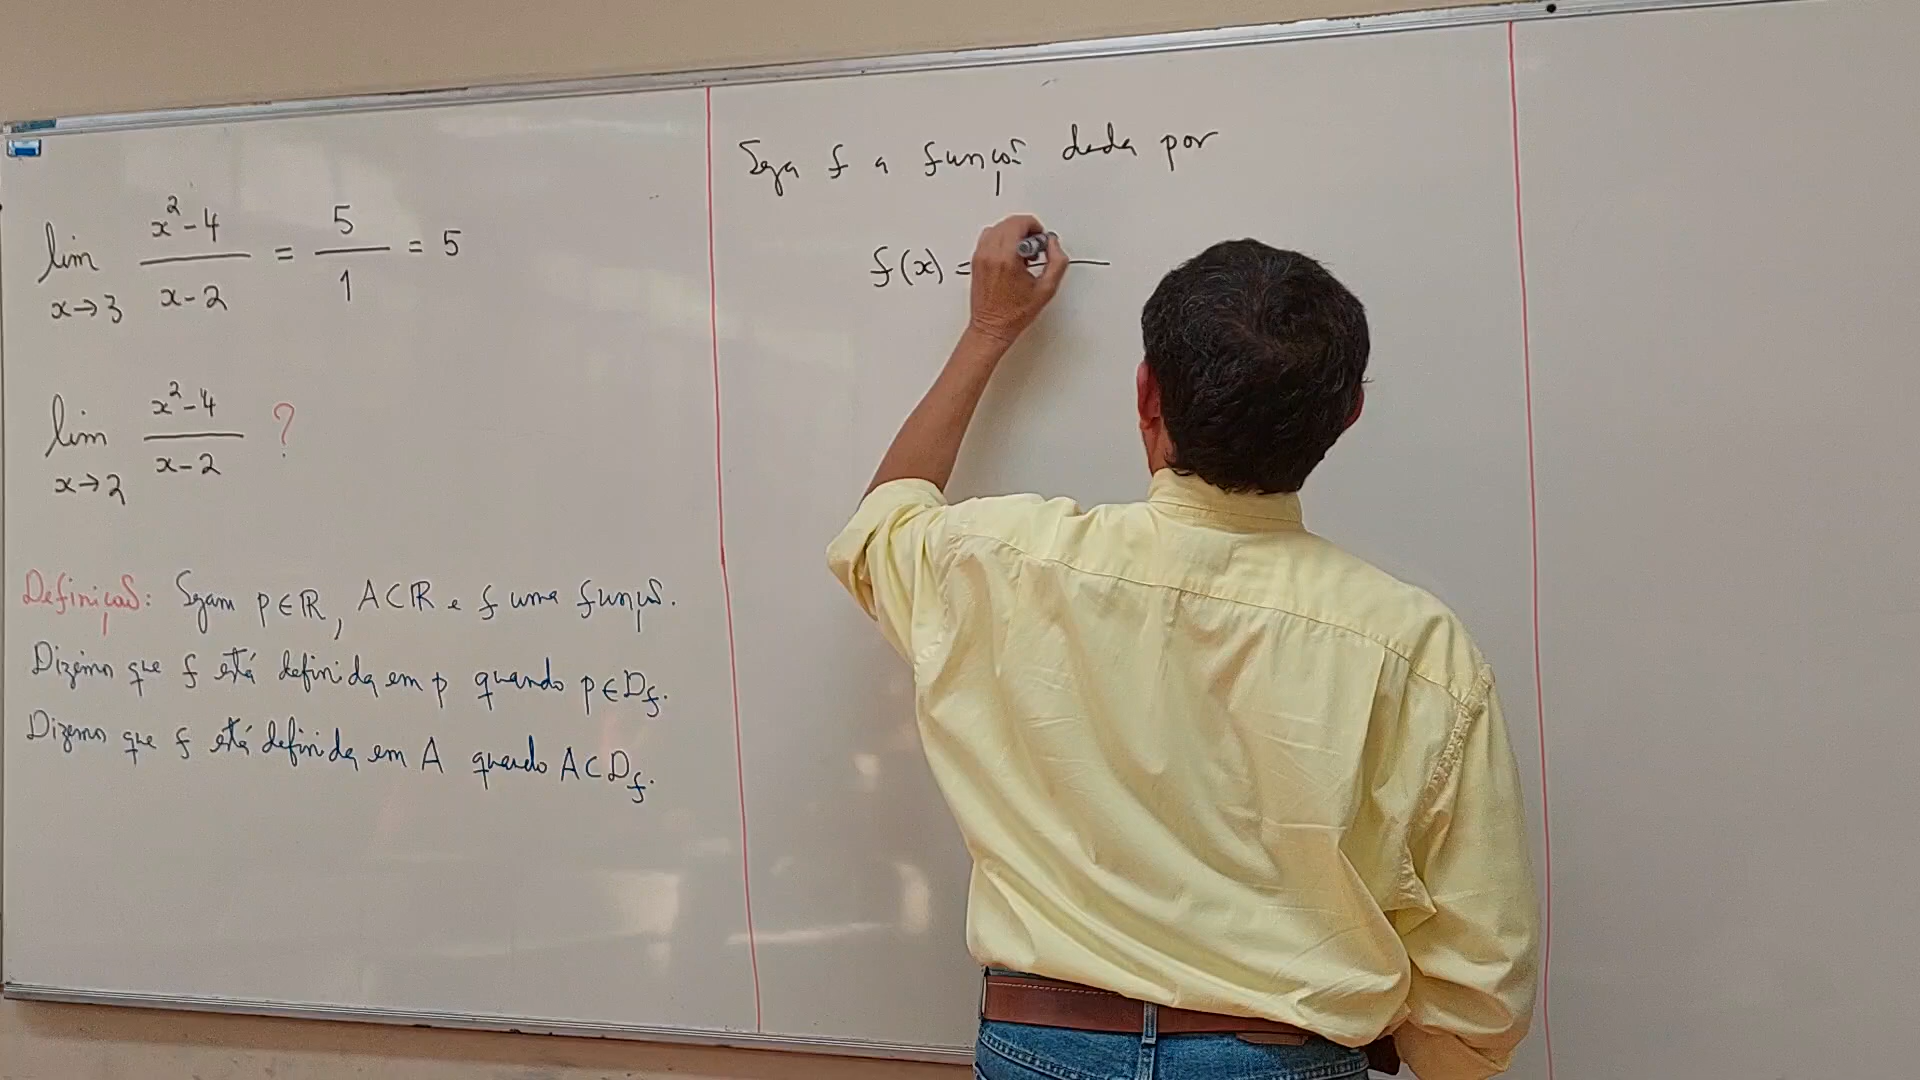 lim x→3 (x² - 4)/(x - 2) = 5/1 = 5
lim x→2 (x² - 4)/(x - 2) ?
Definição: Sejam p∈ℝ, A⊂ℝ e f uma função.
Dizemos que f está definida em p quando p∈D_f.
Dizemos que f está definida em A quando A⊂D_f.
Seja f a função dada por
f(x) =